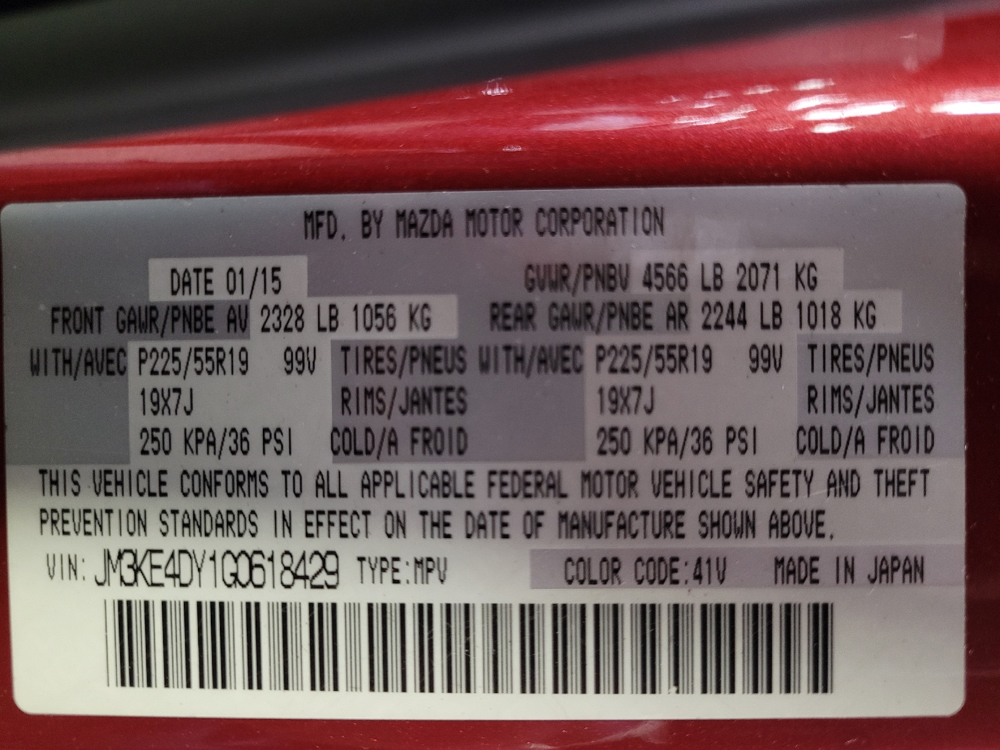 MFD. BY MAZDA MOTOR CORPORATION
DATE 01/15 GVWR/PNBV 4566 LB 2071 KG
FRONT GAWR/PNBE AV 2328 LB 1056 KG REAR GAWR/PNBE AR 2244 LB 1018 KG
WITH/AVEC P225/55R19 99V TIRES/PNEUS WITH/AVEC P225/55R19 99V TIRES/PNEUS
19X7J RIMS/JANTES 19X7J RIMS/JANTES
250 KPA/36 PSI COLD/A FROID 250 KPA/36 PSI COLD/A FROID
THIS VEHICLE CONFORMS TO ALL APPLICABLE FEDERAL MOTOR VEHICLE SAFETY AND THEFT
PREVENTION STANDARDS IN EFFECT ON THE DATE OF MANUFACTURE SHOWN ABOVE.
VIN: JM3KE4DY1G0618429 TYPE:MPV COLOR CODE:41V MADE IN JAPAN